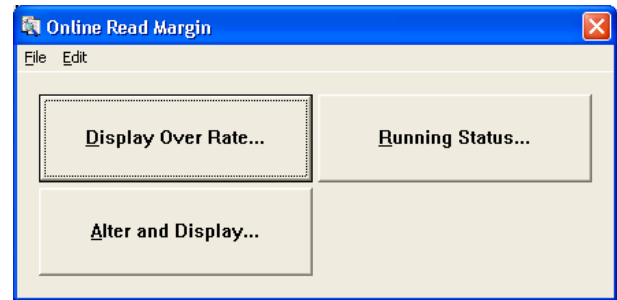 Online Read Margin
File Edit
Display Over Rate... Running Status...
Alter and Display...